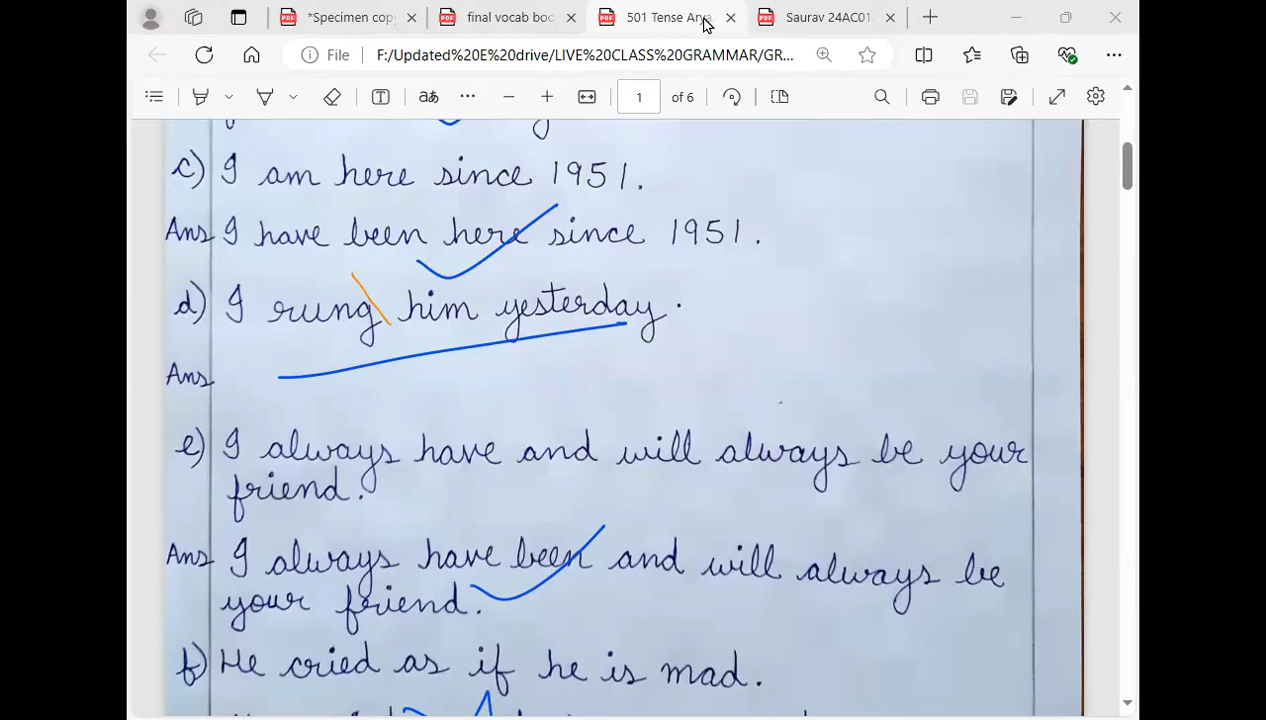 *Specimen cop
final vocab boo
501 Tense Arya
Saurav 24AC01
File
F:/Updated%20E%20drive/LIVE%20CLASS%20GRAMMAR/GR...
aあ
1 of 6
c) I am here since 1951.
Ans I have been here since 1951.
d) I rung him yesterday.
Ans
e) I always have and will always be your
friend.
Ans I always have been and will always be
your friend.
f) He cried as if he is mad.